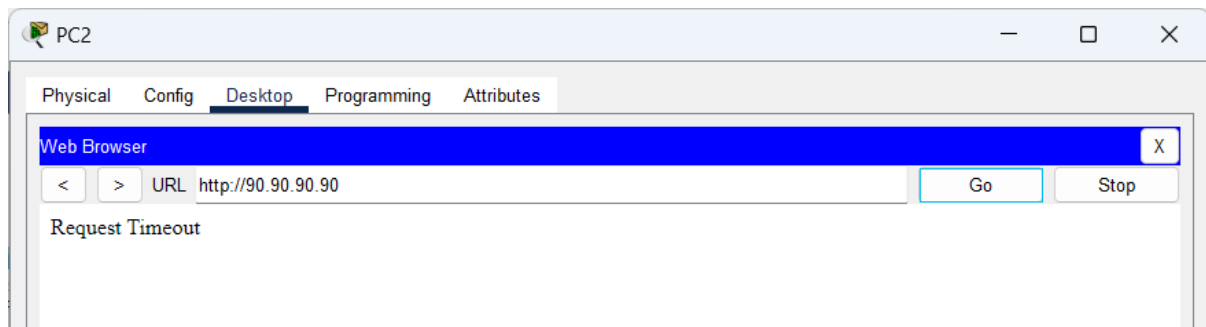 PC2
Physical Config Desktop Programming Attributes
Web Browser X
< > URL http://90.90.90.90 Go Stop
Request Timeout